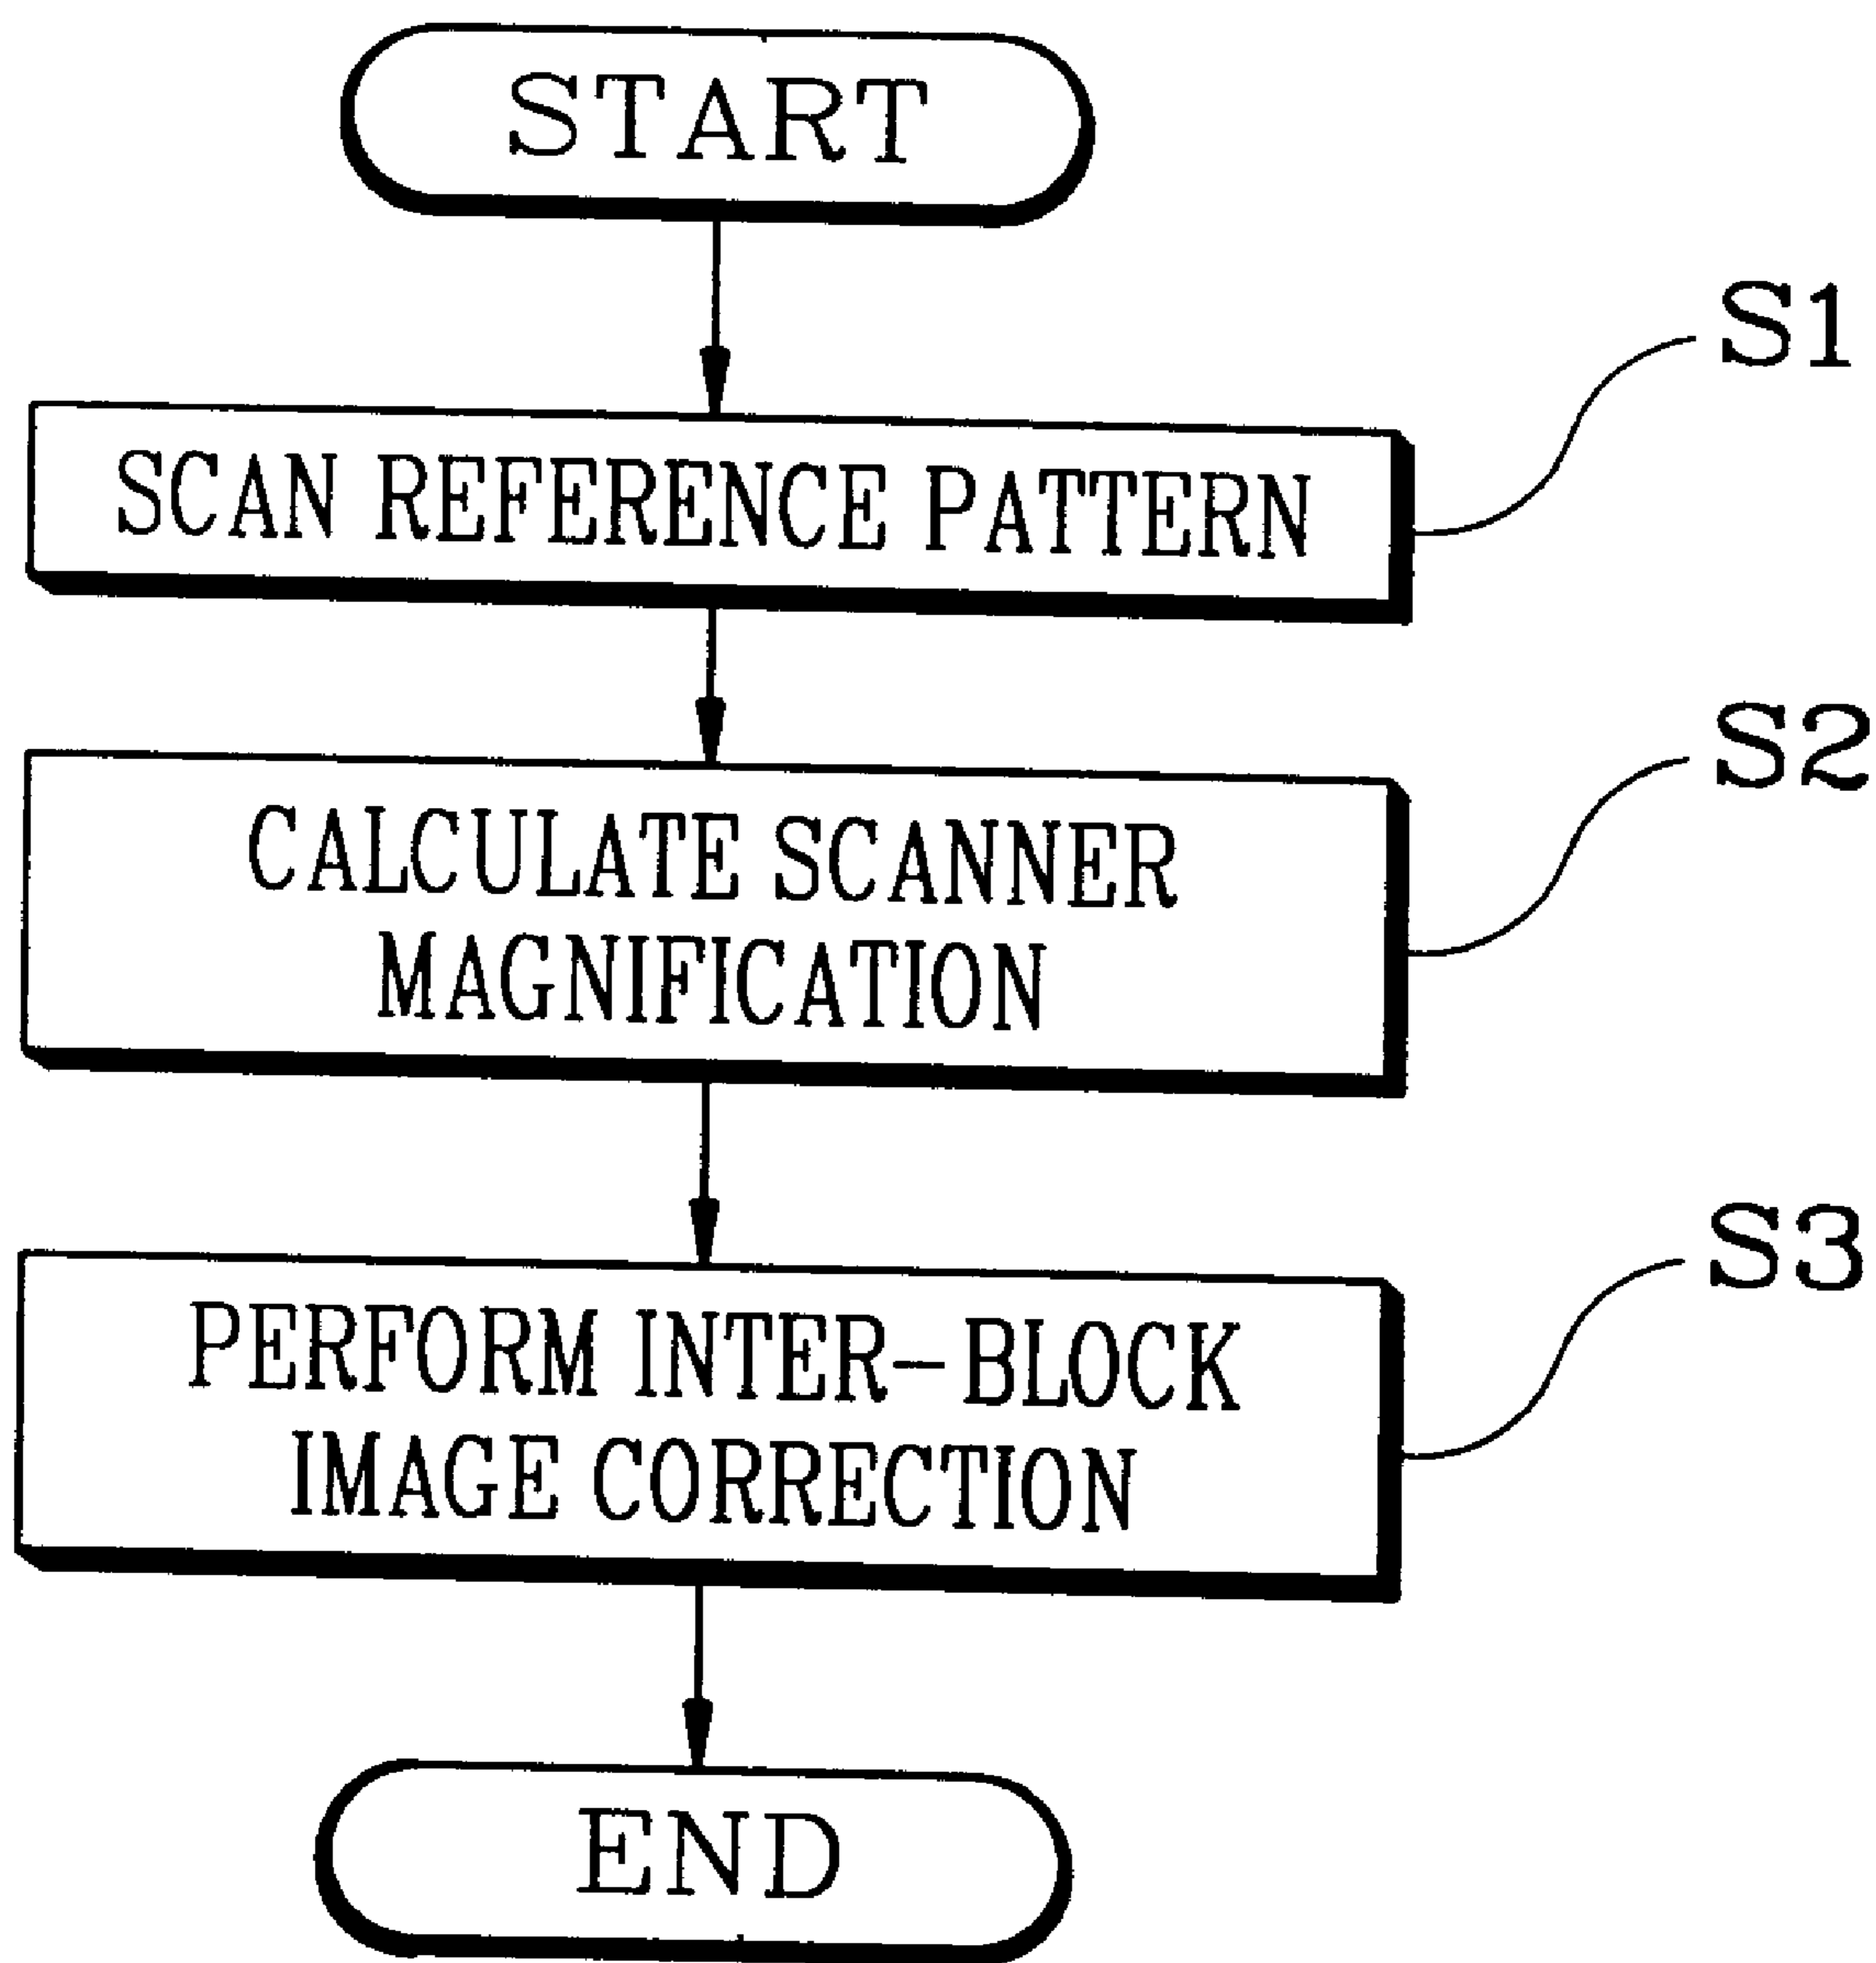 START
S1
SCAN REFERENCE PATTERN
S2
CALCULATE SCANNER
MAGNIFICATION
S3
PERFORM INTER-BLOCK
IMAGE CORRECTION
END